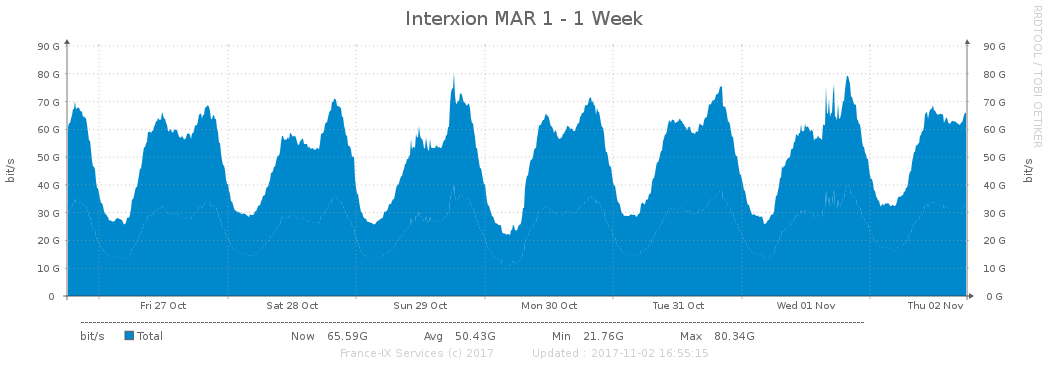 Interxion MAR 1 - 1 Week
RRDTOOL / TOBI OETIKER
bit/s
90 G 90 G
80 G 80 G
70 G 70 G
60 G 60 G
50 G 50 G
40 G 40 G
30 G 30 G
20 G 20 G
10 G 10 G
0 0 G
bit/s
Fri 27 Oct Sat 28 Oct Sun 29 Oct Mon 30 Oct Tue 31 Oct Wed 01 Nov Thu 02 Nov
bit/s Total Now 65.59G Avg 50.43G Min 21.76G Max 80.34G
France-IX Services (c) 2017 Updated : 2017-11-02 16:55:15